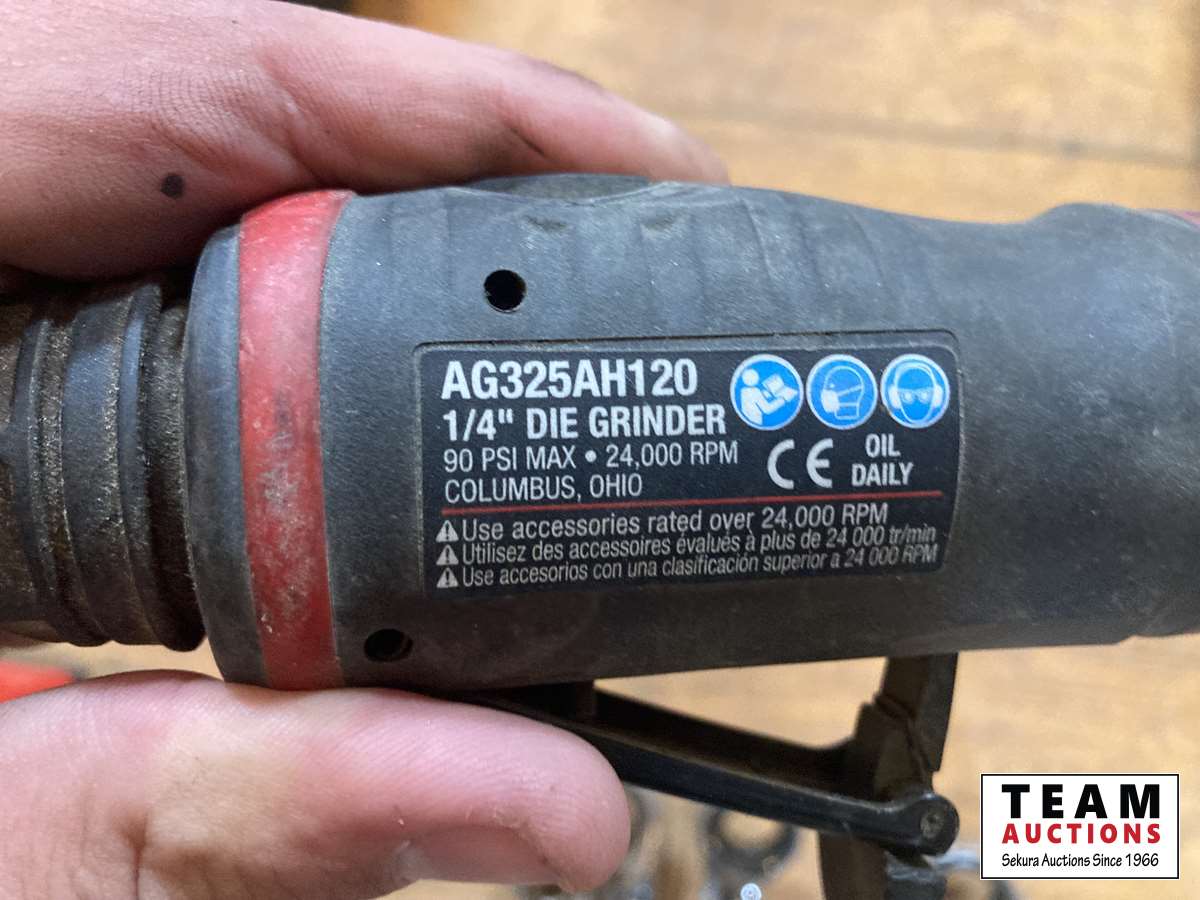 AG325AH120
1/4" DIE GRINDER
90 PSI MAX • 24,000 RPM
COLUMBUS, OHIO
CE
OIL
DAILY
⚠ Use accessories rated over 24,000 RPM
⚠ Utilisez des accessoires évalués à plus de 24 000 tr/min
⚠ Use accesorios con una clasificación superior a 24 000 RPM
TEAM
AUCTIONS
Sekura Auctions Since 1966